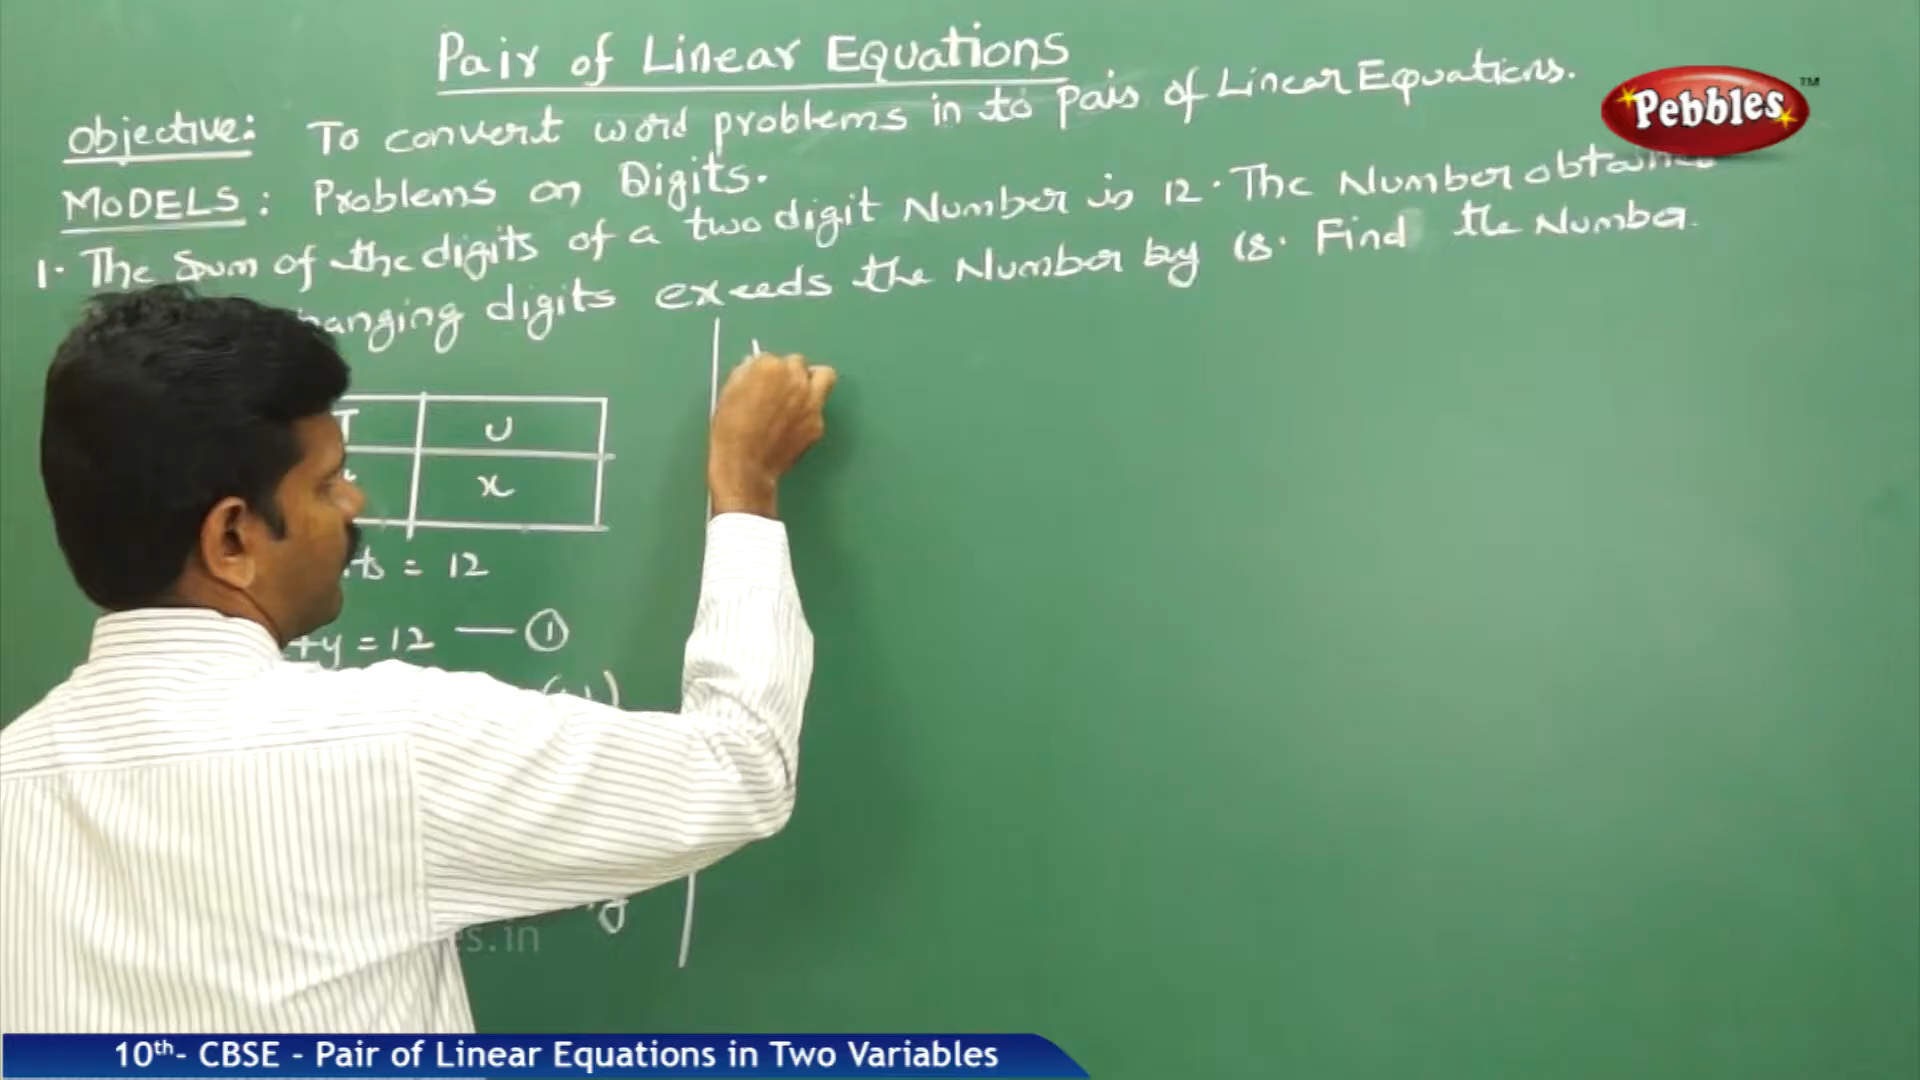 Pair of Linear Equations
Pebbles TM
Objective: To convert word problems in to Pair of Linear Equations.
MODELS: Problems on Digits.
1. The Sum of the digits of a two digit Number is 12. The Number
digits exceeds the Number by 18. Find the Number.
T U
x
= 12
+y = 12 — ①
10th- CBSE - Pair of Linear Equations in Two Variables